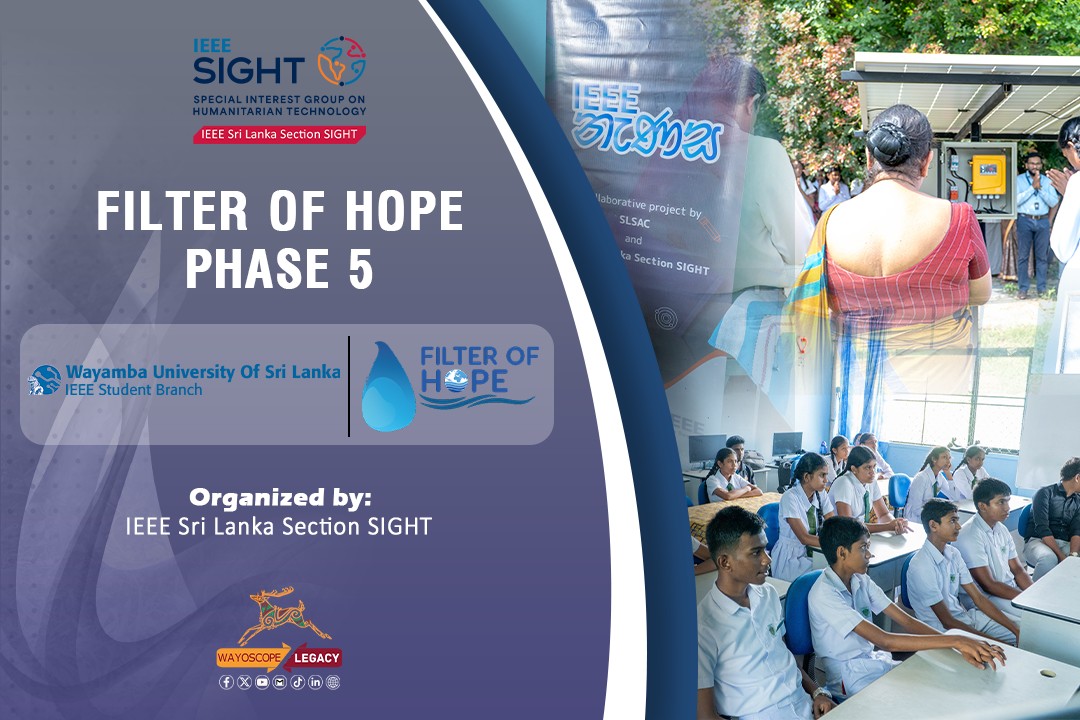 IEEE
SIGHT
SPECIAL INTEREST GROUP ON
HUMANITARIAN TECHNOLOGY
IEEE Sri Lanka Section SIGHT
FILTER OF HOPE
PHASE 5
Wayamba University Of Sri Lanka
IEEE Student Branch
FILTER OF
HOPE
Organized by:
IEEE Sri Lanka Section SIGHT
WAYOSCOPE LEGACY
IEEE
නැණස
laborative project by
SLSAC
and
ka Section SIGHT
IEEE